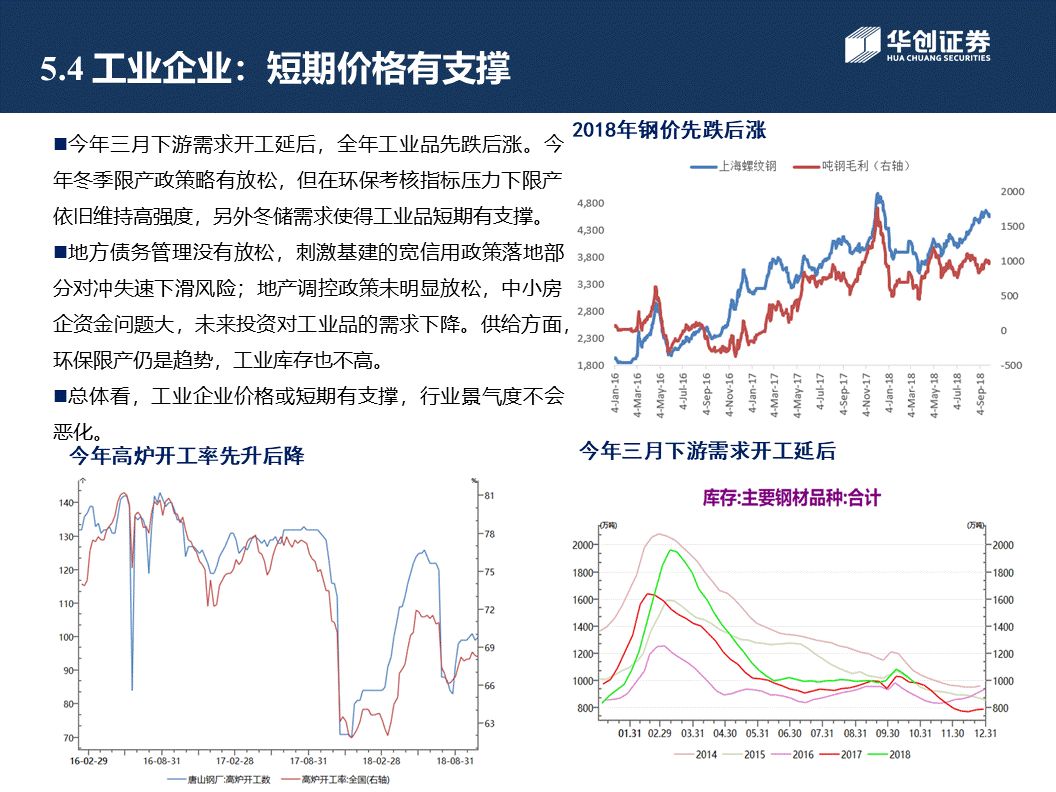 5.4 工业企业：短期价格有支撑
华创证券
HUA CHUANG SECURITIES
■今年三月下游需求开工延后，全年工业品先跌后涨。今
年冬季限产政策略有放松，但在环保考核指标压力下限产
依旧维持高强度，另外冬储需求使得工业品短期有支撑。
■地方债务管理没有放松，刺激基建的宽信用政策落地部
分对冲失速下滑风险；地产调控政策未明显放松，中小房
企资金问题大，未来投资对工业品的需求下降。供给方面，
环保限产仍是趋势，工业库存也不高。
■总体看，工业企业价格或短期有支撑，行业景气度不会
恶化。
2018年钢价先跌后涨
上海螺纹钢 吨钢毛利（右轴）
4,800
4,300
3,800
3,300
2,800
2,300
1,800
2000
1500
1000
500
0
-500
4-Jan-16
4-Mar-16
4-May-16
4-Jul-16
4-Sep-16
4-Nov-16
4-Jan-17
4-Mar-17
4-May-17
4-Jul-17
4-Sep-17
4-Nov-17
4-Jan-18
4-Mar-18
4-May-18
4-Jul-18
4-Sep-18
今年高炉开工率先升后降
个 %
140
130
120
110
100
90
80
70
81
78
75
72
69
66
63
16-02-29 16-08-31 17-02-28 17-08-31 18-02-28 18-08-31
唐山钢厂:高炉开工数 高炉开工率:全国(右轴)
今年三月下游需求开工延后
库存:主要钢材品种:合计
(万吨) (万吨)
2000 2000
1800 1800
1600 1600
1400 1400
1200 1200
1000 1000
800 800
01.31 02.29 03.31 04.30 05.31 06.30 07.31 08.31 09.30 10.31 11.30 12.31
2014 2015 2016 2017 2018